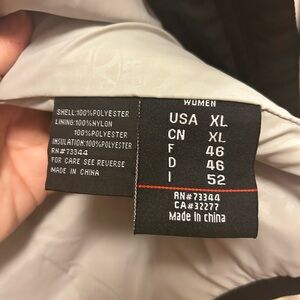 SHELL:100%POLYESTER
LINING:100%NYLON
100%POLYESTER
INSULATION:100%POLYESTER
RN#73344
FOR CARE SEE REVERSE
MADE IN CHINA
WOMEN
USA XL
CN XL
F 46
D 46
I 52
RN#73344
CA#32277
Made in china